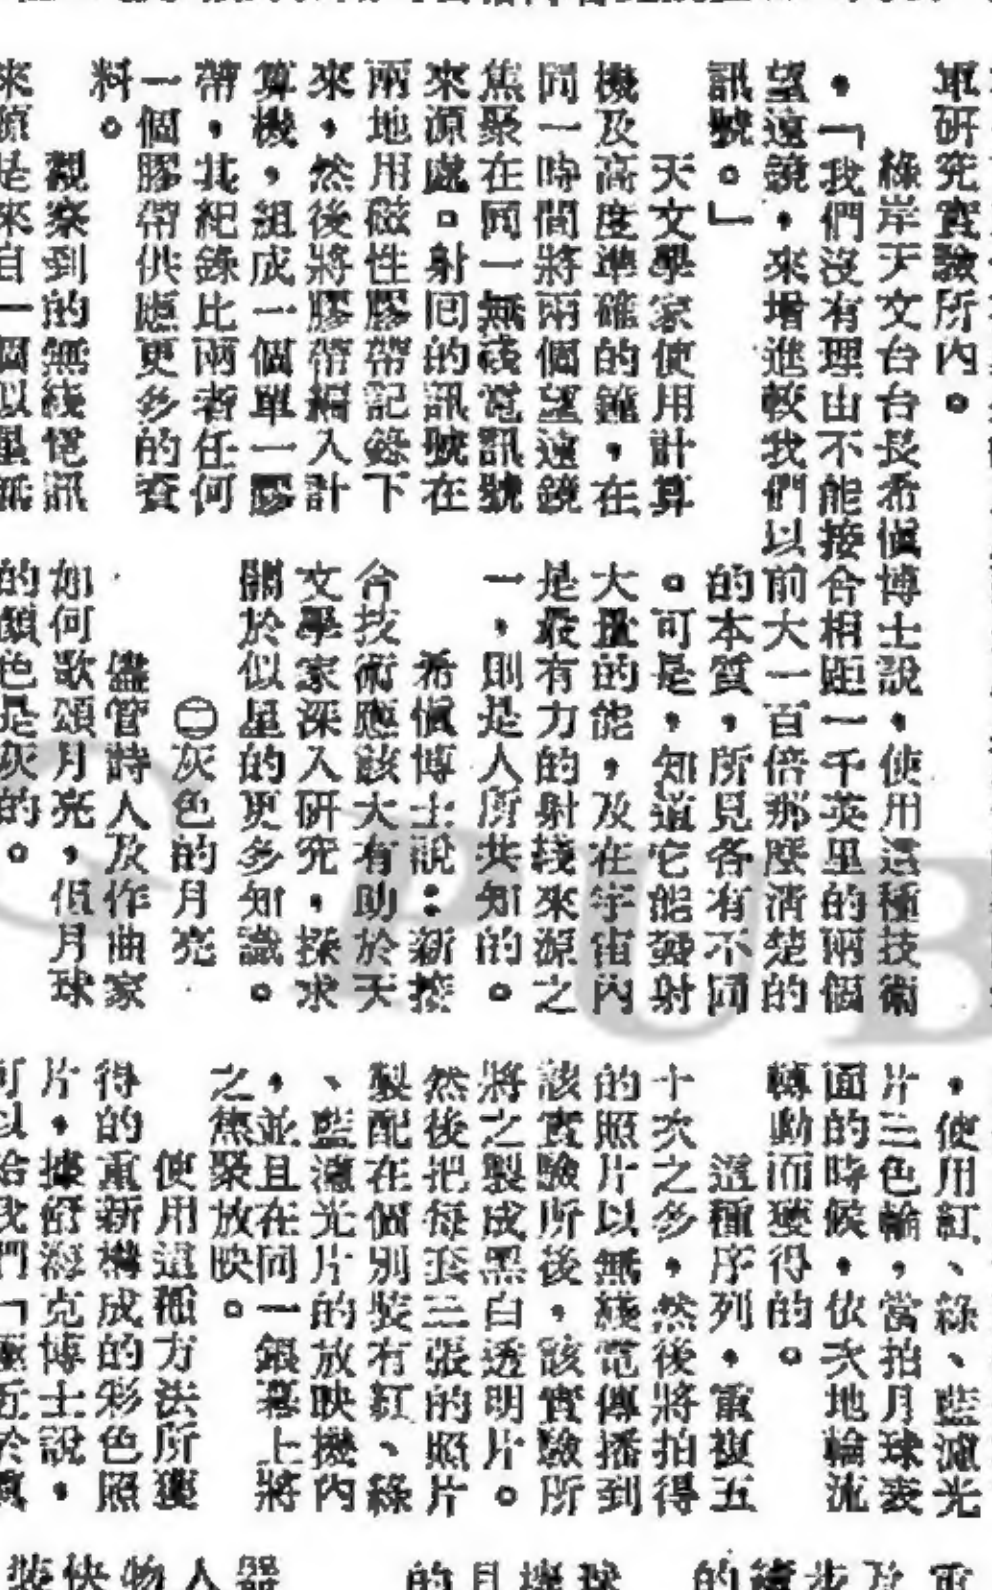 軍研究實驗所內。
綠岸天文台台長希愼博士說，使用這種技術
，「我們沒有理由不能接合相距一千英里的兩個
望遠鏡，來增進較我們以前大一百倍那麼清楚的
訊號。」
天文學家使用計算
機及高度準確的鐘，在
同一時間將兩個望遠鏡
焦聚在同一無綫電訊號
來源處。射囘的訊號在
兩地用磁性膠帶記錄下
來，然後將膠帶輸入計
算機，組成一個單一膠
帶，其紀錄比兩者任何
一個膠帶供應更多的資
料。
觀察到的無綫電訊
來源是來自一個似星紙
的本質，所見各有不同
。可是，知道它能發射
大量的能，及在宇宙內
是最有力的射綫來源之
一，則是人所共知的。
希愼博士說：新接
合技術應該大有助於天
文學家深入研究，探求
關於似星的更多知識。
㊁灰色的月亮
儘管詩人及作曲家
如何歌頌月亮，但月球
的顏色是灰的。
，使用紅、綠、藍濾光
片三色輪，當拍月球表
面的時候，依次地輪流
轉動而獲得的。
這種序列，重複五
十次之多，然後將拍得
的照片以無綫電傳播到
該實驗所後，該實驗所
將之製成黑白透明片。
然後把每套三張的照片
製配在個別裝有紅、綠
、藍濾光片的放映機內
，並且在同一銀幕上將
之焦聚放映。
使用這種方法所獲
得的重新構成的彩色照
片，據舒海克博士說，
可以給我們「極近於眞